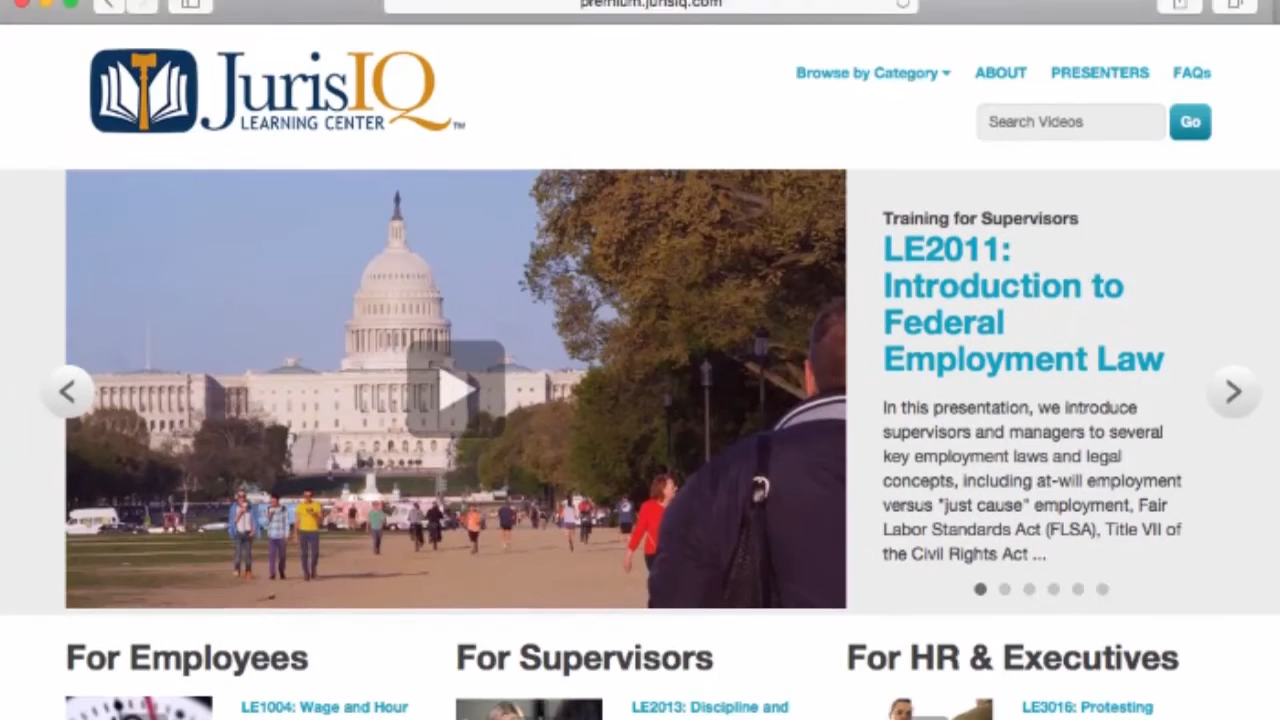 premium.jurisiq.com
JurisIQ™
LEARNING CENTER
Browse by Category ABOUT PRESENTERS FAQs
Search Videos Go
Training for Supervisors
LE2011:
Introduction to
Federal
Employment Law
In this presentation, we introduce
supervisors and managers to several
key employment laws and legal
concepts, including at-will employment
versus "just cause" employment, Fair
Labor Standards Act (FLSA), Title VII of
the Civil Rights Act ...
For Employees For Supervisors For HR & Executives
LE1004: Wage and Hour LE2013: Discipline and LE3016: Protesting